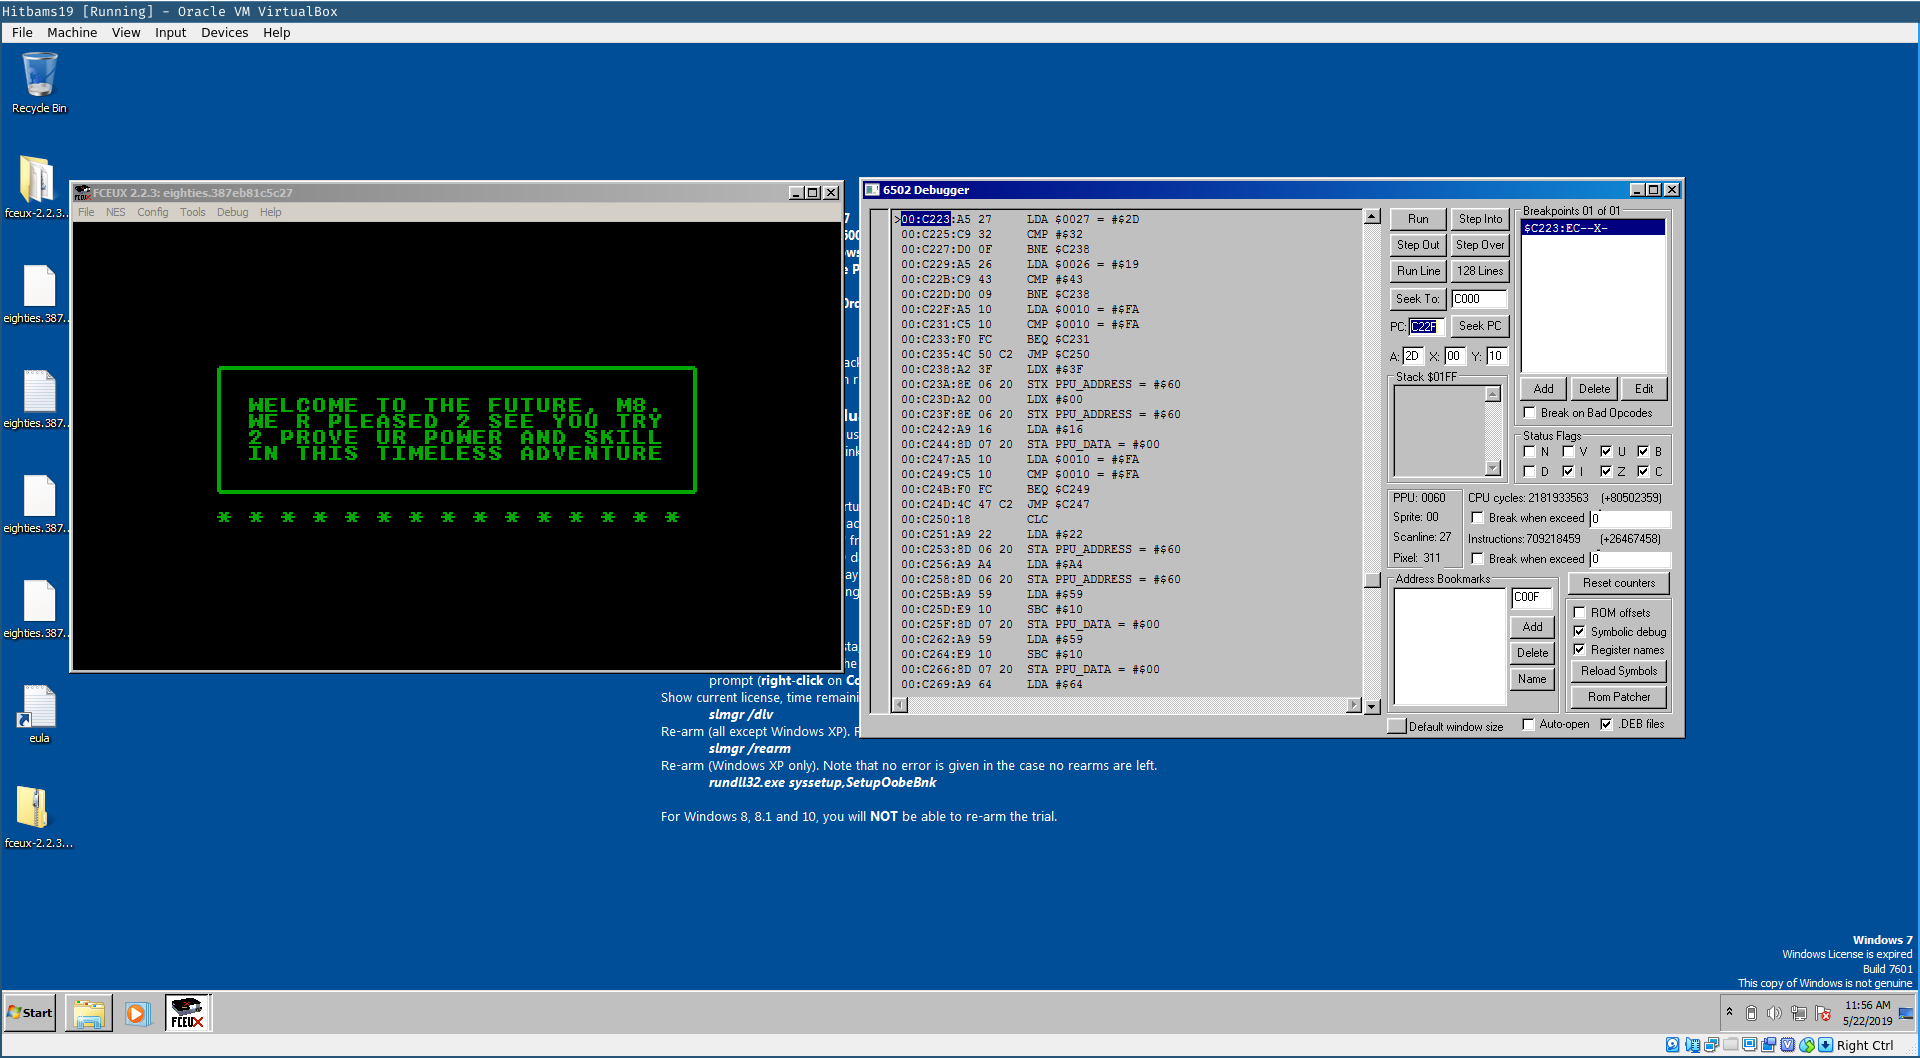 Hitbams19 [Running] - Oracle VM VirtualBox
File Machine View Input Devices Help
Recycle Bin
fceux-2.2.3...
eighties.387...
eighties.387...
eighties.387...
eighties.387...
eula
fceux-2.2.3...
FCEUX 2.2.3: eighties.387eb81c5c27
File NES Config Tools Debug Help
WELCOME TO THE FUTURE, M8.
WE R PLEASED 2 SEE YOU TRY
2 PROVE UR POWER AND SKILL
IN THIS TIMELESS ADVENTURE
* * * * * * * * * * * * * * *
prompt (right-click on Co
Show current license, time remaini
slmgr /dlv
Re-arm (all except Windows XP). F
slmgr /rearm
Re-arm (Windows XP only). Note that no error is given in the case no rearms are left.
rundll32.exe syssetup,SetupOobeBnk
For Windows 8, 8.1 and 10, you will NOT be able to re-arm the trial.
6502 Debugger
>00:C223:A5 27 LDA $0027 = #$2D
00:C225:C9 32 CMP #$32
00:C227:D0 0F BNE $C238
00:C229:A5 26 LDA $0026 = #$19
00:C22B:C9 43 CMP #$43
00:C22D:D0 09 BNE $C238
00:C22F:A5 10 LDA $0010 = #$FA
00:C231:C5 10 CMP $0010 = #$FA
00:C233:F0 FC BEQ $C231
00:C235:4C 50 C2 JMP $C250
00:C238:A2 3F LDX #$3F
00:C23A:8E 06 20 STX PPU_ADDRESS = #$60
00:C23D:A2 00 LDX #$00
00:C23F:8E 06 20 STX PPU_ADDRESS = #$60
00:C242:A9 16 LDA #$16
00:C244:8D 07 20 STA PPU_DATA = #$00
00:C247:A5 10 LDA $0010 = #$FA
00:C249:C5 10 CMP $0010 = #$FA
00:C24B:F0 FC BEQ $C249
00:C24D:4C 47 C2 JMP $C247
00:C250:18 CLC
00:C251:A9 22 LDA #$22
00:C253:8D 06 20 STA PPU_ADDRESS = #$60
00:C256:A9 A4 LDA #$A4
00:C258:8D 06 20 STA PPU_ADDRESS = #$60
00:C25B:A9 59 LDA #$59
00:C25D:E9 10 SBC #$10
00:C25F:8D 07 20 STA PPU_DATA = #$00
00:C262:A9 59 LDA #$59
00:C264:E9 10 SBC #$10
00:C266:8D 07 20 STA PPU_DATA = #$00
00:C269:A9 64 LDA #$64
Run Step Into
Step Out Step Over
Run Line 128 Lines
Seek To: C000
PC: C22F Seek PC
A: 2D X: 00 Y: 10
Stack $01FF
Breakpoints 01 of 01
$C223:EC--X-
Add Delete Edit
Break on Bad Opcodes
Status Flags
N V U B
D I Z C
PPU: 0060
Sprite: 00
Scanline: 27
Pixel: 311
CPU cycles: 2181933563 (+80502359)
Break when exceed 0
Instructions: 709218459 (+26467458)
Break when exceed 0
Address Bookmarks
C00F
Add
Delete
Name
Reset counters
ROM offsets
Symbolic debug
Register names
Reload Symbols
Rom Patcher
Default window size Auto-open .DEB files
Windows 7
Windows License is expired
Build 7601
This copy of Windows is not genuine
Start
FCEUX
11:56 AM
5/22/2019
Right Ctrl